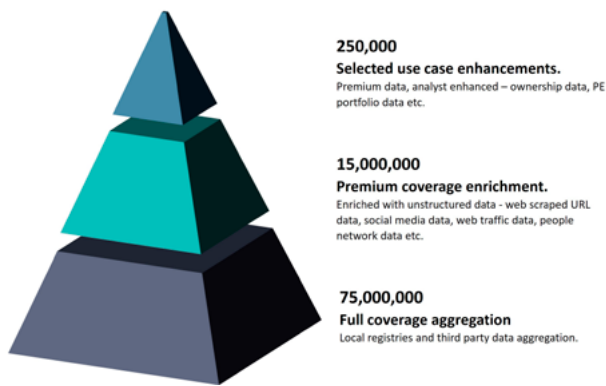 250,000
Selected use case enhancements.
Premium data, analyst enhanced – ownership data, PE
portfolio data etc.
15,000,000
Premium coverage enrichment.
Enriched with unstructured data - web scraped URL
data, social media data, web traffic data, people
network data etc.
75,000,000
Full coverage aggregation
Local registries and third party data aggregation.